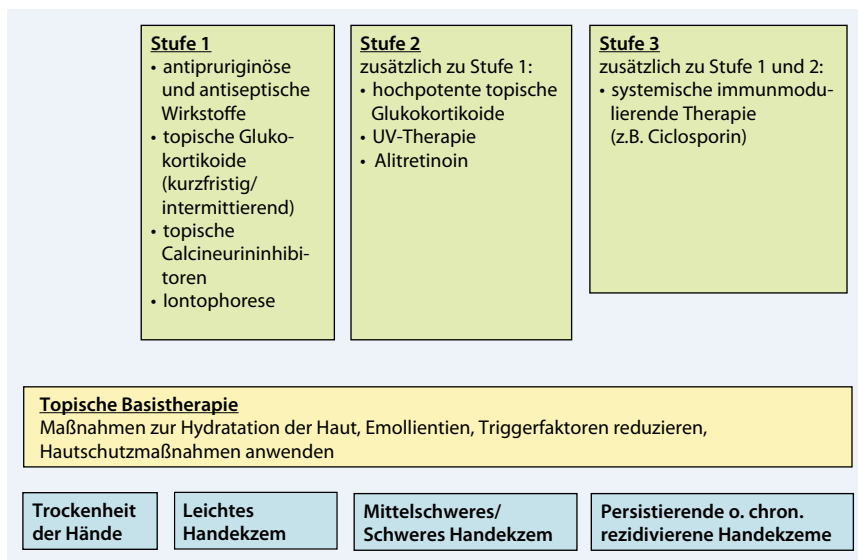 Stufe 1
• antipruriginöse
und antiseptische
Wirkstoffe
• topische Gluko-
kortikoide
(kurzfristig/
intermittierend)
• topische
Calcineurininhibi-
toren
• Iontophorese
Stufe 2
zusätzlich zu Stufe 1:
• hochpotente topische
Glukokortikoide
• UV-Therapie
• Alitretinoin
Stufe 3
zusätzlich zu Stufe 1 und 2:
• systemische immunmodu-
lierende Therapie
(z.B. Ciclosporin)
Topische Basistherapie
Maßnahmen zur Hydratation der Haut, Emollientien, Triggerfaktoren reduzieren,
Hautschutzmaßnahmen anwenden
Trockenheit
der Hände
Leichtes
Handekzem
Mittelschweres/
Schweres Handekzem
Persistierende o. chron.
rezidivierene Handekzeme